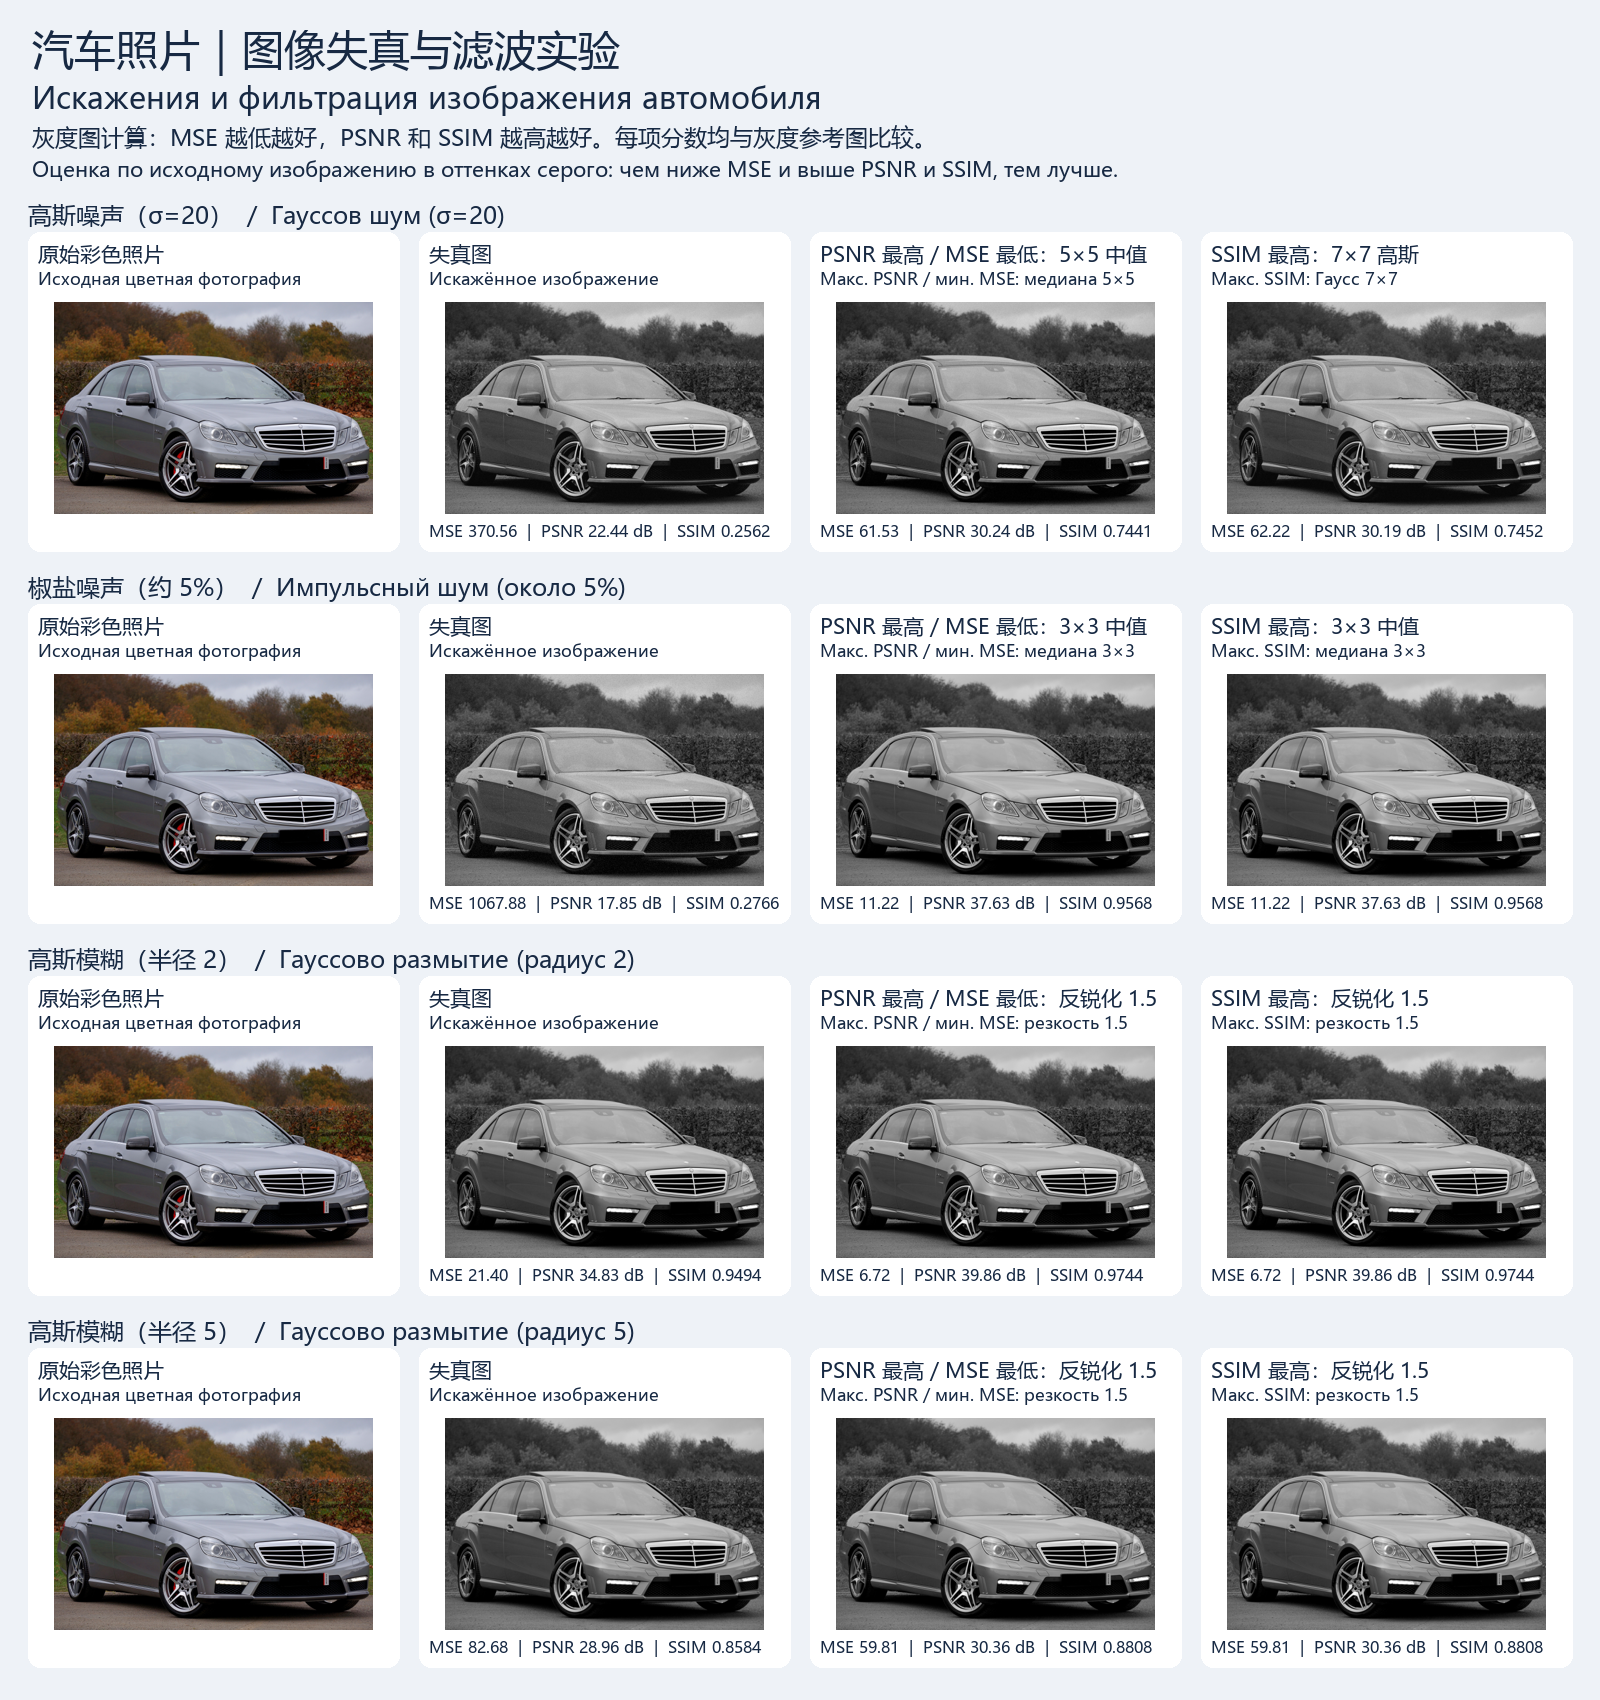 汽车照片 | 图像失真与滤波实验
Искажения и фильтрация изображения автомобиля
灰度图计算：MSE 越低越好，PSNR 和 SSIM 越高越好。每项分数均与灰度参考图比较。
Оценка по исходному изображению в оттенках серого: чем ниже MSE и выше PSNR и SSIM, тем лучше.
高斯噪声（σ=20） / Гауссов шум (σ=20)
原始彩色照片
Исходная цветная фотография
失真图
Искажённое изображение
MSE 370.56 | PSNR 22.44 dB | SSIM 0.2562
PSNR 最高 / MSE 最低：5×5 中值
Макс. PSNR / мин. MSE: медиана 5×5
MSE 61.53 | PSNR 30.24 dB | SSIM 0.7441
SSIM 最高：7×7 高斯
Макс. SSIM: Гаусс 7×7
MSE 62.22 | PSNR 30.19 dB | SSIM 0.7452
椒盐噪声（约 5%） / Импульсный шум (около 5%)
原始彩色照片
Исходная цветная фотография
失真图
Искажённое изображение
MSE 1067.88 | PSNR 17.85 dB | SSIM 0.2766
PSNR 最高 / MSE 最低：3×3 中值
Макс. PSNR / мин. MSE: медиана 3×3
MSE 11.22 | PSNR 37.63 dB | SSIM 0.9568
SSIM 最高：3×3 中值
Макс. SSIM: медиана 3×3
MSE 11.22 | PSNR 37.63 dB | SSIM 0.9568
高斯模糊（半径 2） / Гауссово размытие (радиус 2)
原始彩色照片
Исходная цветная фотография
失真图
Искажённое изображение
MSE 21.40 | PSNR 34.83 dB | SSIM 0.9494
PSNR 最高 / MSE 最低：反锐化 1.5
Макс. PSNR / мин. MSE: резкость 1.5
MSE 6.72 | PSNR 39.86 dB | SSIM 0.9744
SSIM 最高：反锐化 1.5
Макс. SSIM: резкость 1.5
MSE 6.72 | PSNR 39.86 dB | SSIM 0.9744
高斯模糊（半径 5） / Гауссово размытие (радиус 5)
原始彩色照片
Исходная цветная фотография
失真图
Искажённое изображение
MSE 82.68 | PSNR 28.96 dB | SSIM 0.8584
PSNR 最高 / MSE 最低：反锐化 1.5
Макс. PSNR / мин. MSE: резкость 1.5
MSE 59.81 | PSNR 30.36 dB | SSIM 0.8808
SSIM 最高：反锐化 1.5
Макс. SSIM: резкость 1.5
MSE 59.81 | PSNR 30.36 dB | SSIM 0.8808